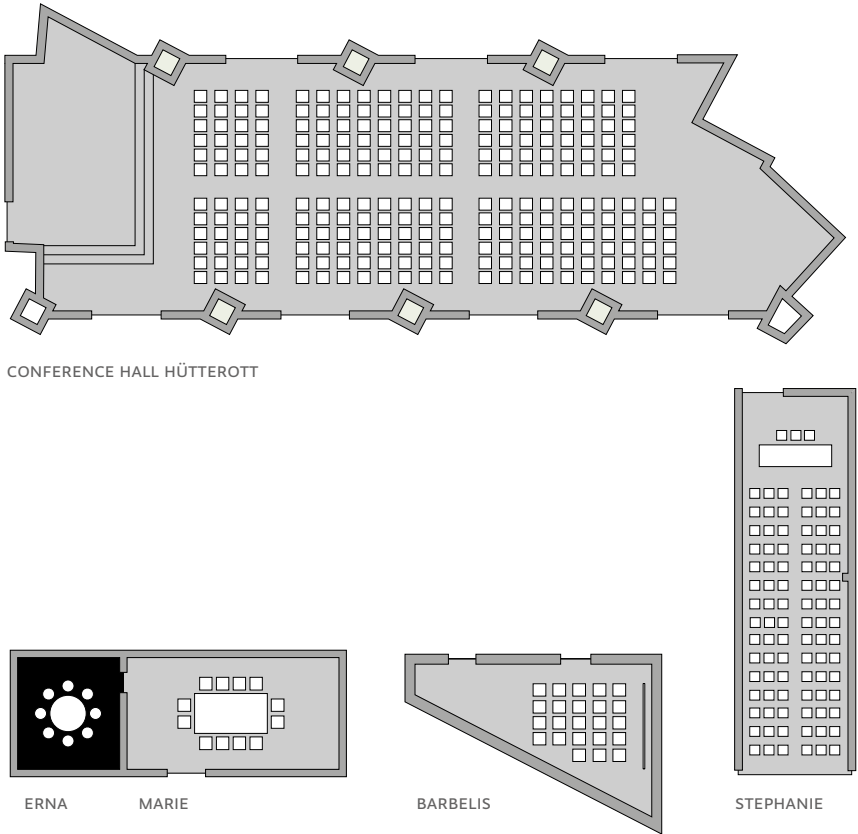 CONFERENCE HALL HÜTTEROTT
ERNA
MARIE
BARBELIS
STEPHANIE